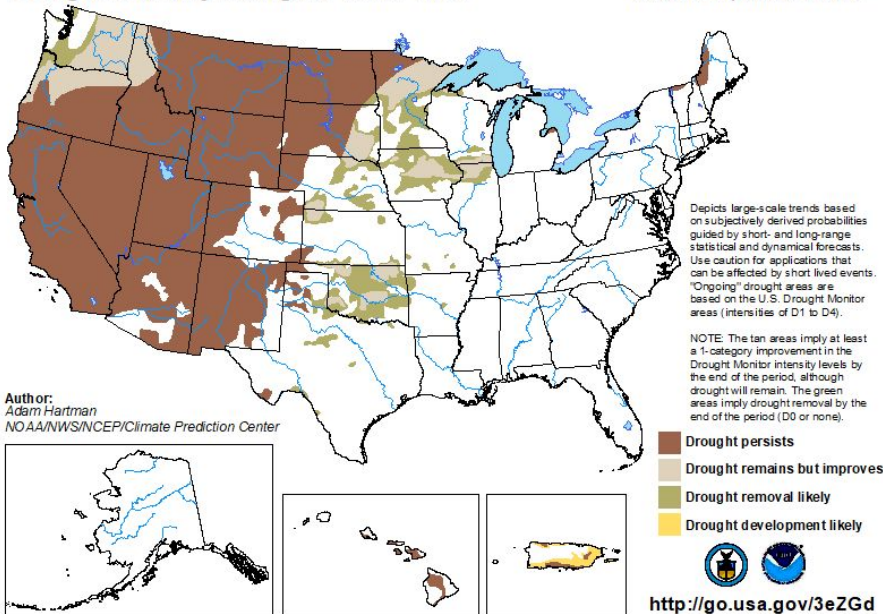 Depicts large-scale trends based
on subjectively derived probabilities
guided by short- and long-range
statistical and dynamical forecasts.
Use caution for applications that
can be affected by short lived events.
"Ongoing" drought areas are
based on the U.S. Drought Monitor
areas (intensities of D1 to D4).
NOTE: The tan areas imply at least
a 1-category improvement in the
Drought Monitor intensity levels by
the end of the period, although
drought will remain. The green
areas imply drought removal by the
end of the period (D0 or none).
Author:
Adam Hartman
NOAA/NWS/NCEP/Climate Prediction Center
Drought persists
Drought remains but improves
Drought removal likely
Drought development likely
http://go.usa.gov/3eZGd